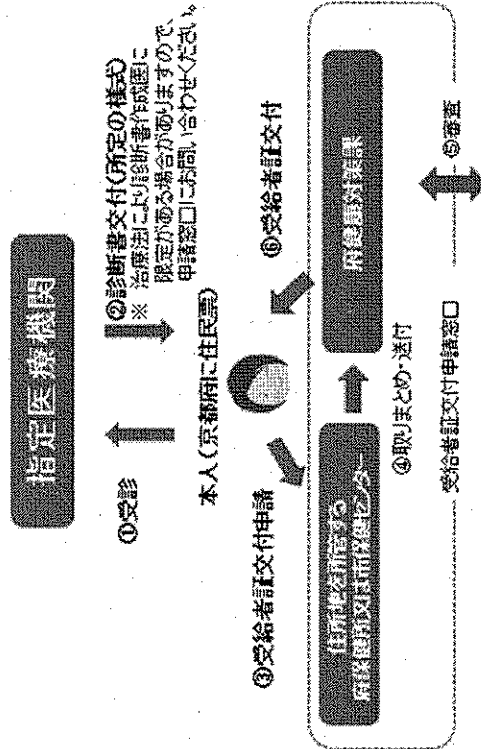 指定医療機関
①受診
②診断書交付(所定の様式)
※ 治療法により診断書作成医に
限定がある場合がありますので、
申請窓口にお問い合わせください。
本人(京都府に住民票)
③受給者証交付申請
⑥受給者証交付
住所地を所管する
府保健所又は市保健センター
府健康対策課
④取りまとめ・送付
受給者証交付申請窓口
⑤審査